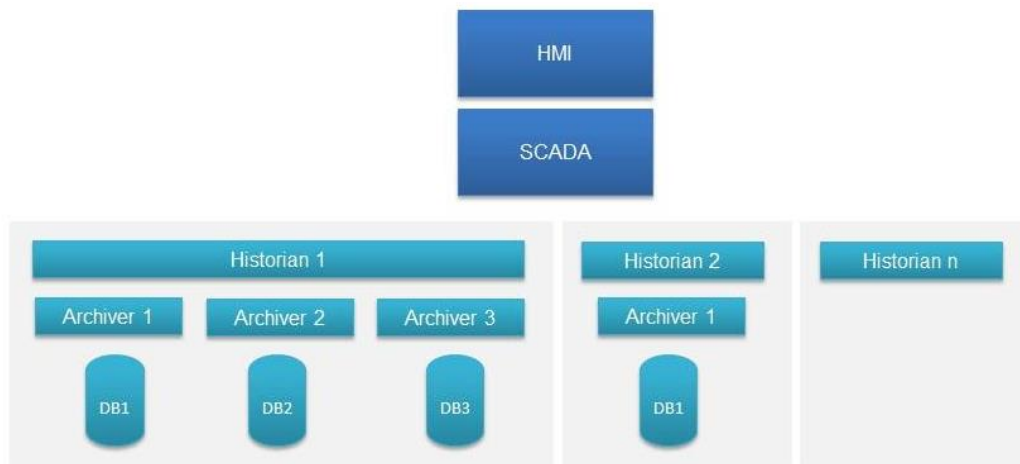 HMI
SCADA
Historian 1
Historian 2
Historian n
Archiver 1
Archiver 2
Archiver 3
Archiver 1
DB1
DB2
DB3
DB1